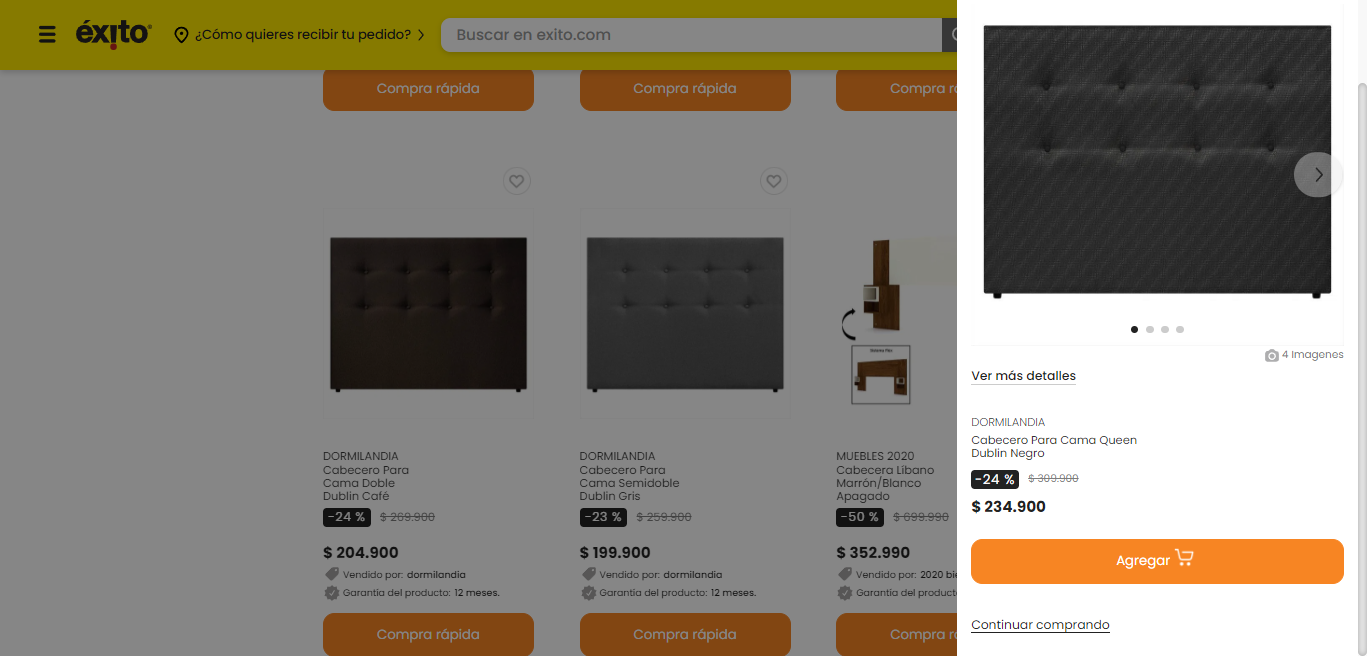 éxito
¿Cómo quieres recibir tu pedido?
Buscar en exito.com
Compra rápida
Compra rápida
Compra rá
DORMILANDIA
Cabecero Para
Cama Doble
Dublin Café
-24 % $ 269.900
$ 204.900
Vendido por: dormilandia
Garantía del producto: 12 meses.
Compra rápida
DORMILANDIA
Cabecero Para
Cama Semidoble
Dublin Gris
-23 % $ 259.900
$ 199.900
Vendido por: dormilandia
Garantía del producto: 12 meses.
Compra rápida
MUEBLES 2020
Cabecera Líbano
Marrón/Blanco
Apagado
-50 % $ 699.990
$ 352.990
Vendido por: 2020 bie
Garantía del product
Compra rá
4 Imagenes
Ver más detalles
DORMILANDIA
Cabecero Para Cama Queen
Dublin Negro
-24 % $ 309.900
$ 234.900
Agregar
Continuar comprando